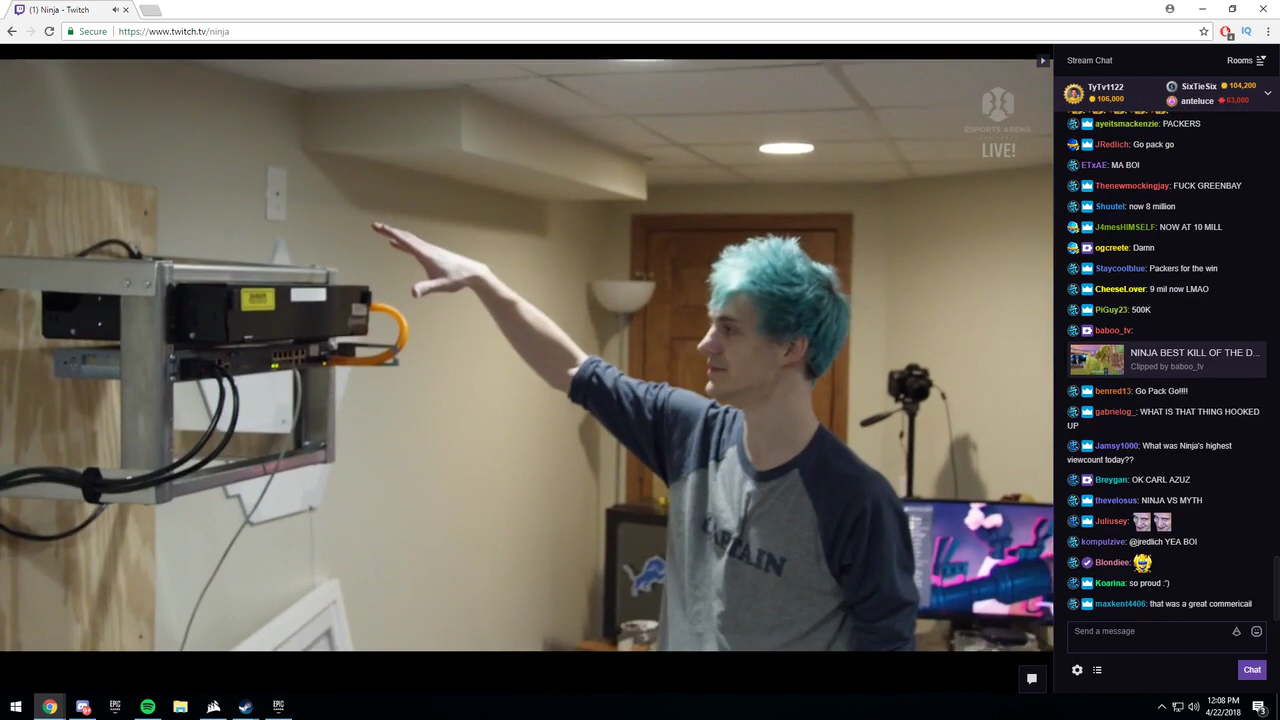 (1) Ninja - Twitch
Secure
https://www.twitch.tv/ninja
4
ESPORTS ARENA
LIVE!
CAPTAIN
Stream Chat
Rooms
TyTv1122
106,000
SixTieSix 104,200
anteluce 63,000
ayeitsmackenzie: PACKERS
JRedlich: Go pack go
ETxAE: MA BOI
Thenewmockingjay: FUCK GREENBAY
Shuutel: now 8 million
J4mesHIMSELF: NOW AT 10 MILL
ogcreete: Damn
Staycoolblue: Packers for the win
CheeseLover: 9 mil now LMAO
PiGuy23: 500K
baboo_tv:
NINJA BEST KILL OF THE D...
Clipped by baboo_tv
benred13: Go Pack Go!!!!
gabrielog_: WHAT IS THAT THING HOOKED
UP
Jamsy1000: What was Ninja's highest
viewcount today??
Breygan: OK CARL AZUZ
thevelosus: NINJA VS MYTH
Juliusey:
kompulzive: @jredlich YEA BOI
Blondiee:
Koarina: so proud :')
maxkent4406: that was a great commericail
Send a message
Chat
EPIC
EPIC
12:08 PM
4/22/2018
3